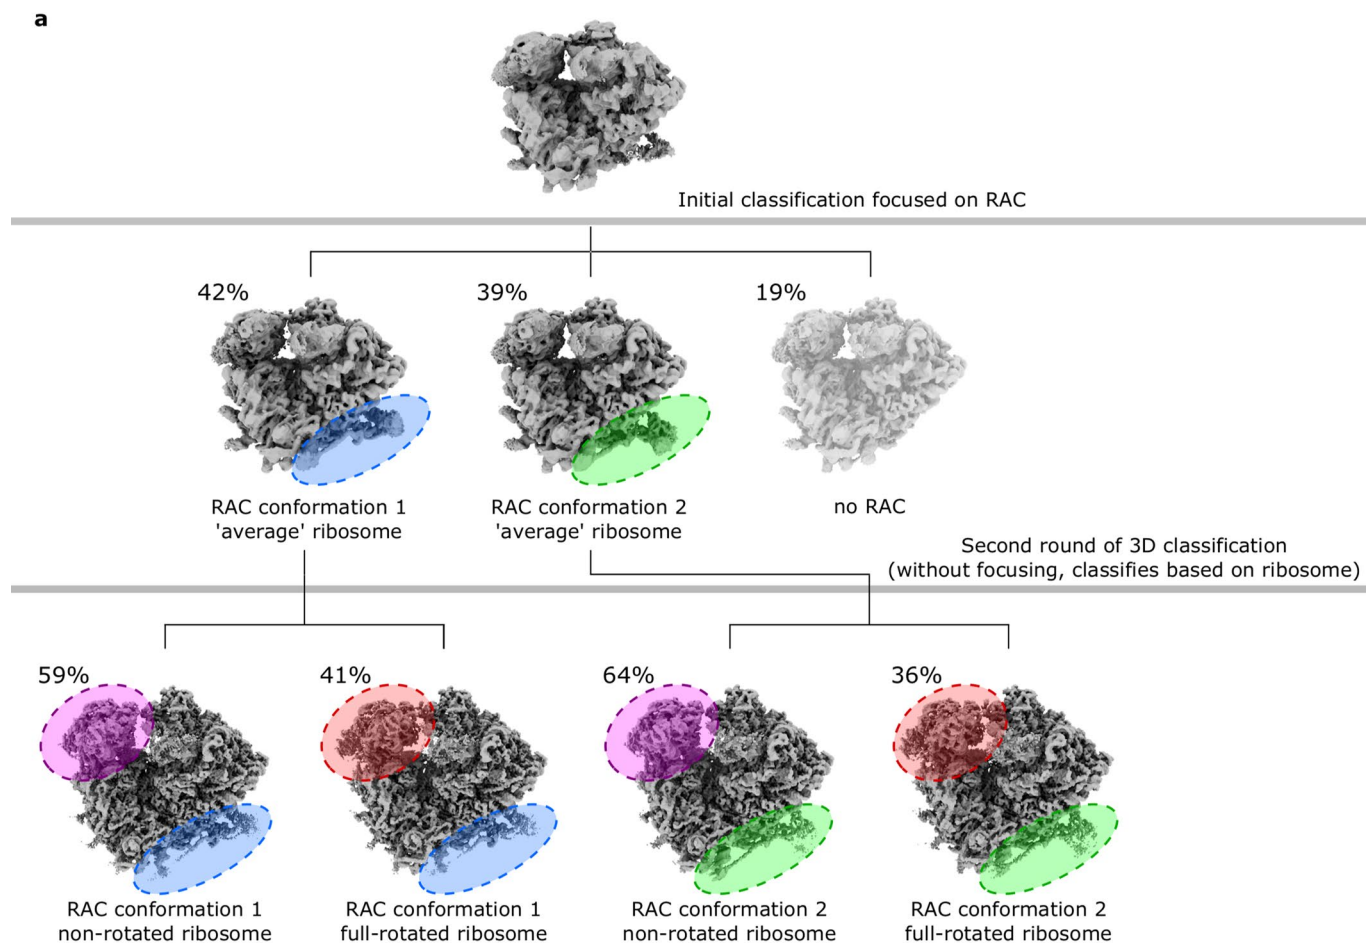 a
Initial classification focused on RAC
42%
39%
19%
RAC conformation 1
'average' ribosome
RAC conformation 2
'average' ribosome
no RAC
Second round of 3D classification
(without focusing, classifies based on ribosome)
59%
41%
64%
36%
RAC conformation 1
non-rotated ribosome
RAC conformation 1
full-rotated ribosome
RAC conformation 2
non-rotated ribosome
RAC conformation 2
full-rotated ribosome